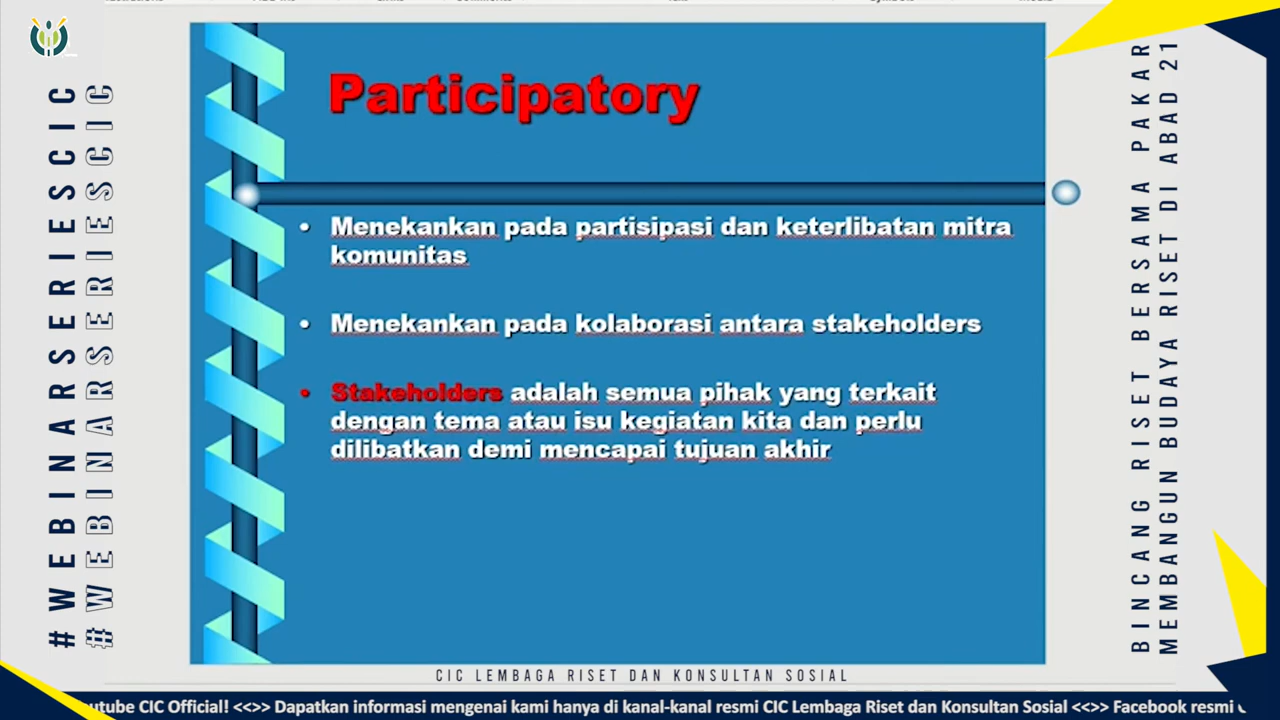 #WEBINARSERIESCIC
#WEBINARSERIESCIC
Participatory
• Menekankan pada partisipasi dan keterlibatan mitra
komunitas
• Menekankan pada kolaborasi antara stakeholders
• Stakeholders adalah semua pihak yang terkait
dengan tema atau isu kegiatan kita dan perlu
dilibatkan demi mencapai tujuan akhir
BINCANG RISET BERSAMA PAKAR
MEMBANGUN BUDAYA RISET DI ABAD 21
CIC LEMBAGA RISET DAN KONSULTAN SOSIAL
utube CIC Official! <<>> Dapatkan informasi mengenai kami hanya di kanal-kanal resmi CIC Lembaga Riset dan Konsultan Sosial <<>> Facebook resmi